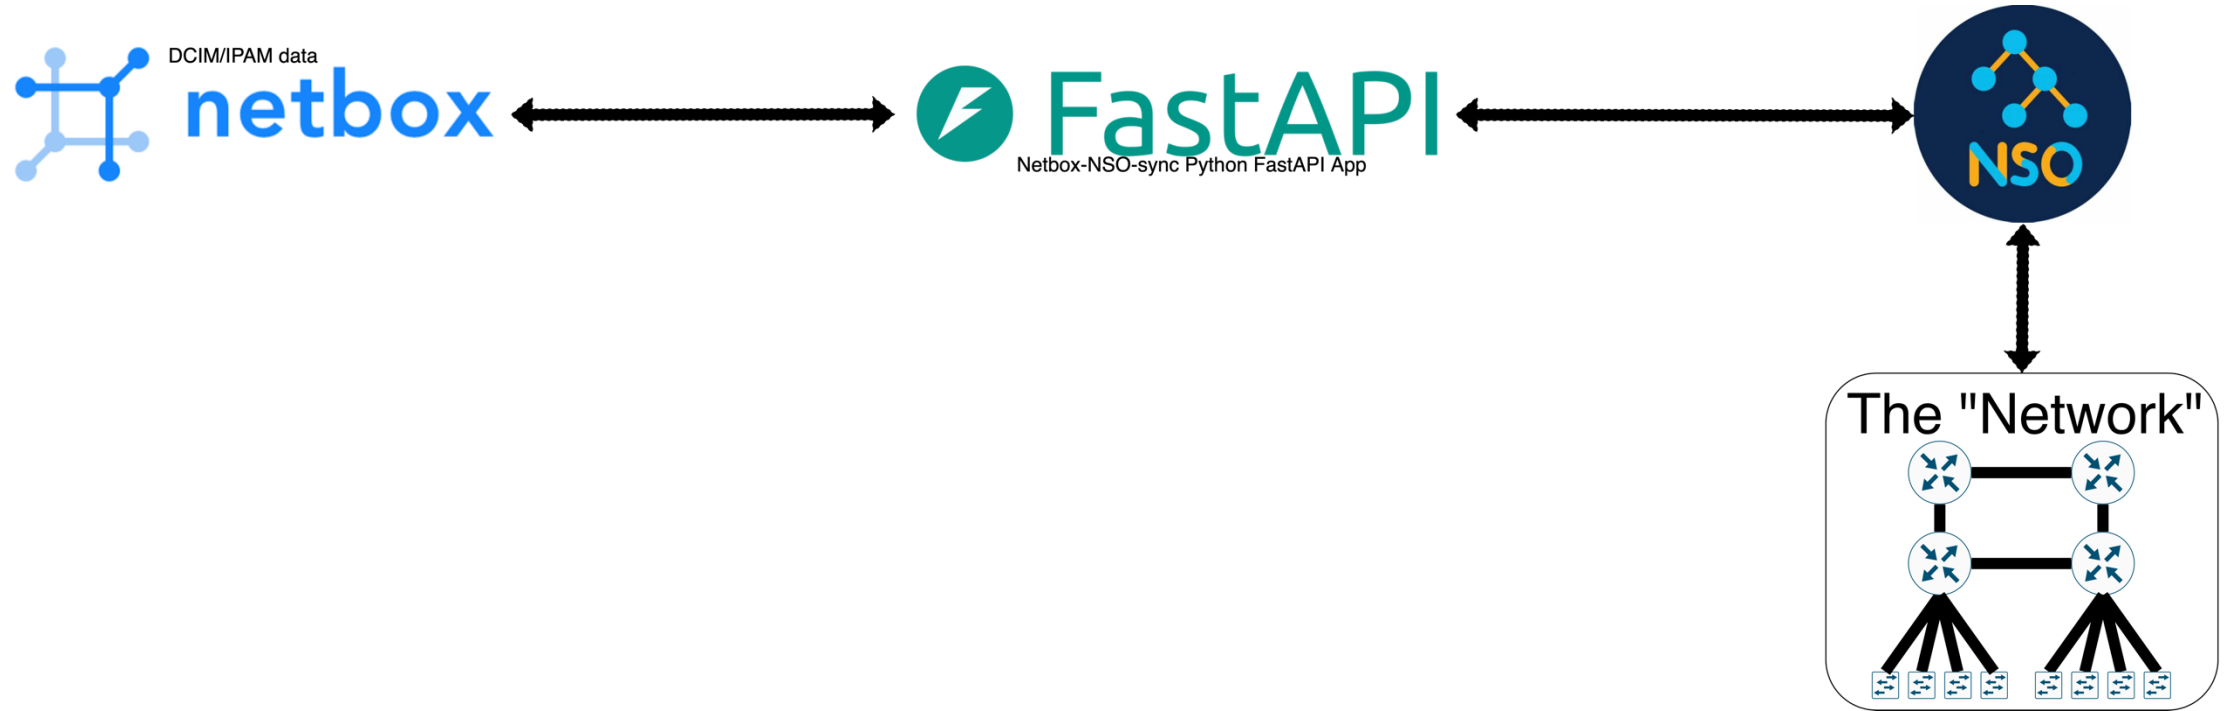 DCIM/IPAM data
netbox
FastAPI
Netbox-NSO-sync Python FastAPI App
NSO
The "Network"